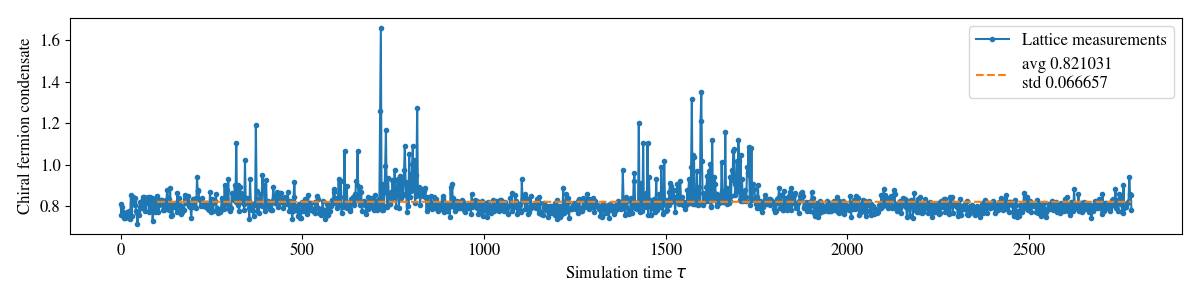 1.6
1.4
1.2
1.0
0.8
Chiral fermion condensate
Lattice measurements
avg 0.821031
std 0.066657
0 500 1000 1500 2000 2500
Simulation time τ